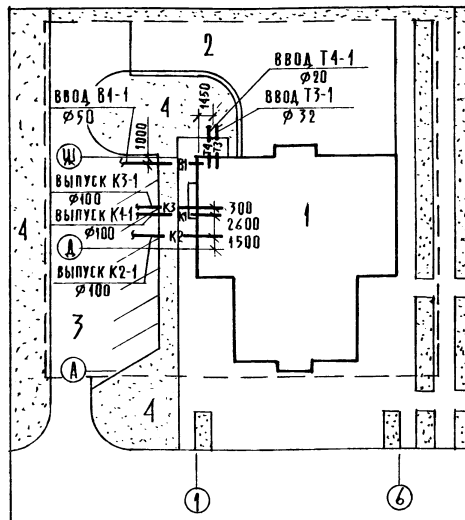 2
ВВОД Т4-1
Ø20
ВВОД Т3-1
Ø32
1450
ВВОД В1-1
Ø50
4
1000
Т4
Т3
Ш
В1
ВЫПУСК К3-1
Ø100
К3
300
ВЫПУСК К1-1
Ø100
К1
2600
1
4
Д
К2
1500
ВЫПУСК К2-1
Ø100
3
А
4
1
6